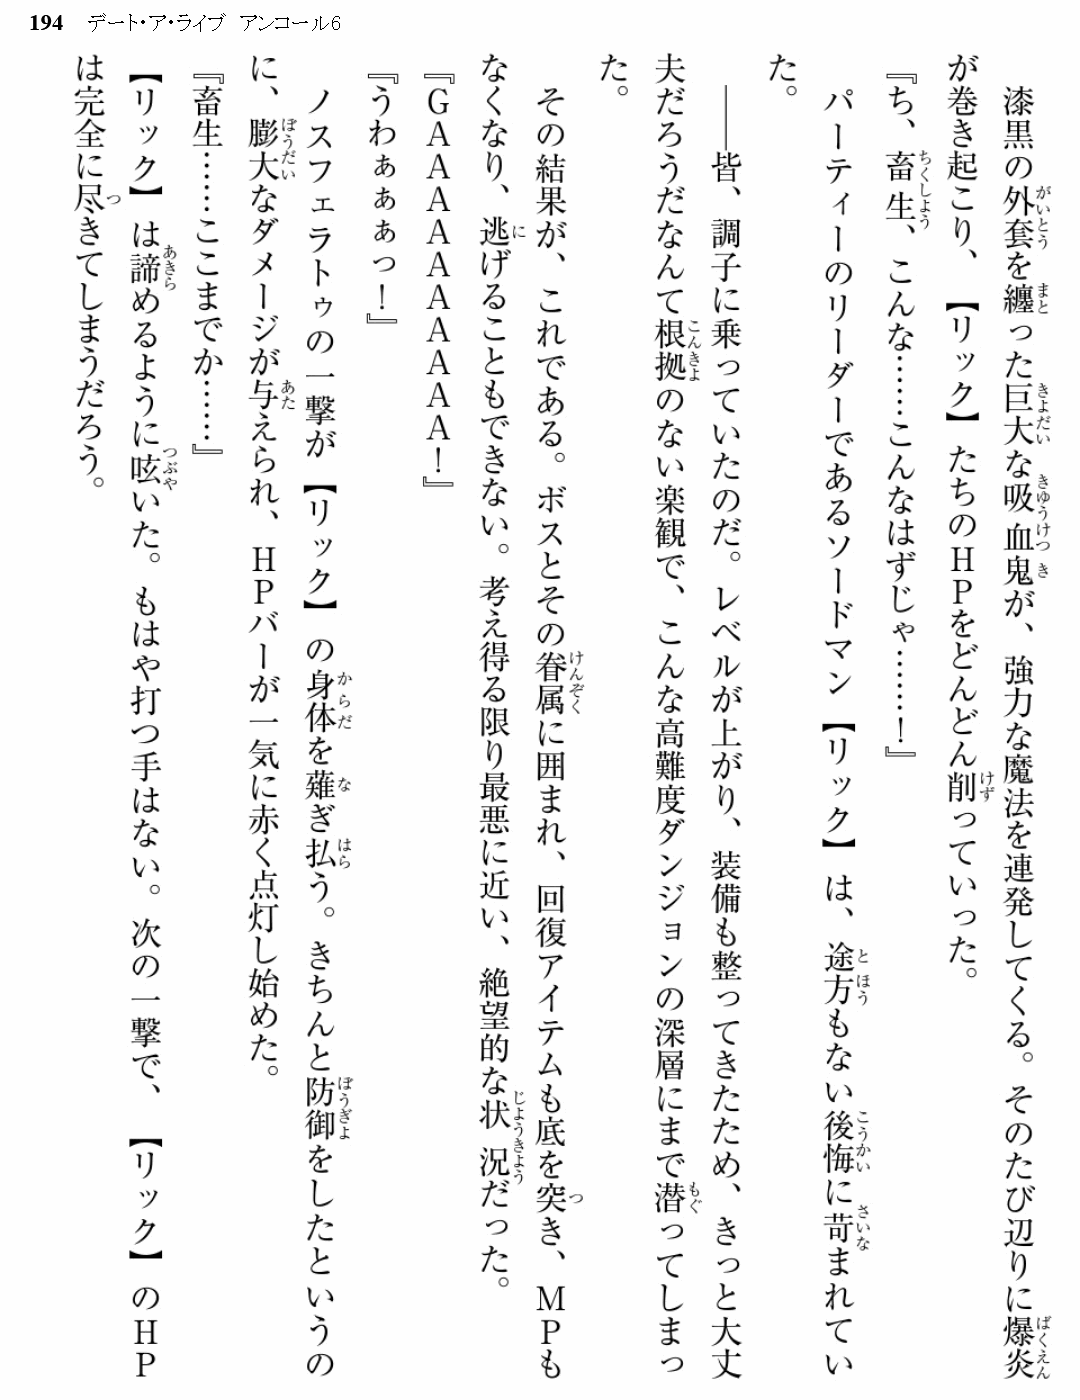 194　デート・ア・ライブ　アンコール6
　漆黒の外套を纏った巨大な吸血鬼が、強力な魔法を連発してくる。そのたび辺りに爆炎
が巻き起こり、【リック】たちのHPをどんどん削っていった。
『ち、畜生、こんな……こんなはずじゃ……！』
　パーティーのリーダーであるソードマン【リック】は、途方もない後悔に苛まれてい
た。
　――皆、調子に乗っていたのだ。レベルが上がり、装備も整ってきたため、きっと大丈
夫だろうだなんて根拠のない楽観で、こんな高難度ダンジョンの深層にまで潜ってしまっ
た。
　その結果が、これである。ボスとその眷属に囲まれ、回復アイテムも底を突き、MPも
なくなり、逃げることもできない。考え得る限り最悪に近い、絶望的な状況だった。
『GAAAAAAAAAA！』
『うわぁぁぁっ！』
　ノスフェラトゥの一撃が【リック】の身体を薙ぎ払う。きちんと防御をしたというの
に、膨大なダメージが与えられ、HPバーが一気に赤く点灯し始めた。
『畜生……ここまでか……』
　【リック】は諦めるように呟いた。もはや打つ手はない。次の一撃で、【リック】のHP
は完全に尽きてしまうだろう。